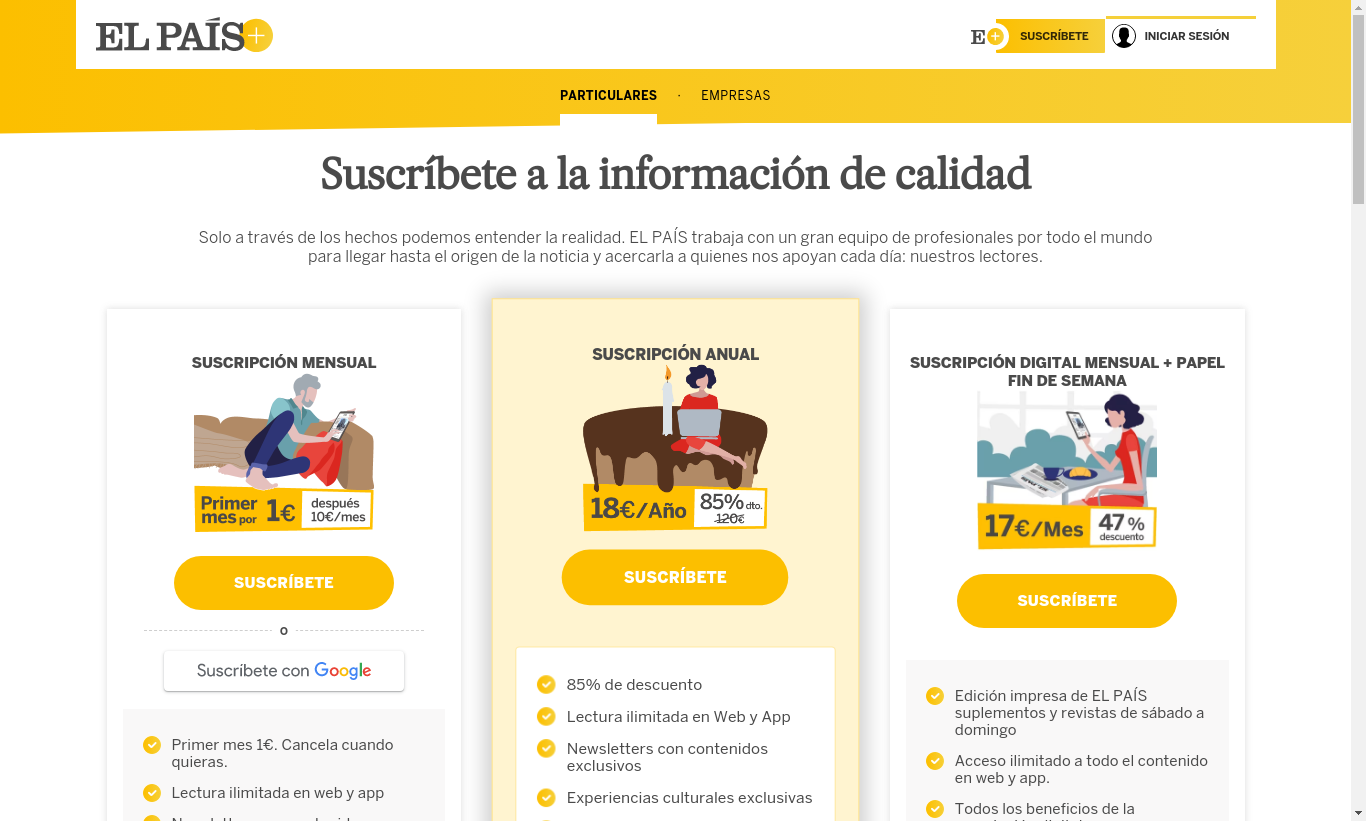 EL PAÍS+
E+ SUSCRÍBETE
INICIAR SESIÓN
PARTICULARES · EMPRESAS
Suscríbete a la información de calidad
Solo a través de los hechos podemos entender la realidad. EL PAÍS trabaja con un gran equipo de profesionales por todo el mundo
para llegar hasta el origen de la noticia y acercarla a quienes nos apoyan cada día: nuestros lectores.
SUSCRIPCIÓN MENSUAL
Primer
mes por 1€
después
10€/mes
SUSCRÍBETE
o
Suscríbete con Google
Primer mes 1€. Cancela cuando
quieras.
Lectura ilimitada en web y app
SUSCRIPCIÓN ANUAL
18€/Año
85% dto.
120€
SUSCRÍBETE
85% de descuento
Lectura ilimitada en Web y App
Newsletters con contenidos
exclusivos
Experiencias culturales exclusivas
SUSCRIPCIÓN DIGITAL MENSUAL + PAPEL
FIN DE SEMANA
17€/Mes
47%
descuento
SUSCRÍBETE
Edición impresa de EL PAÍS
suplementos y revistas de sábado a
domingo
Acceso ilimitado a todo el contenido
en web y app.
Todos los beneficios de la